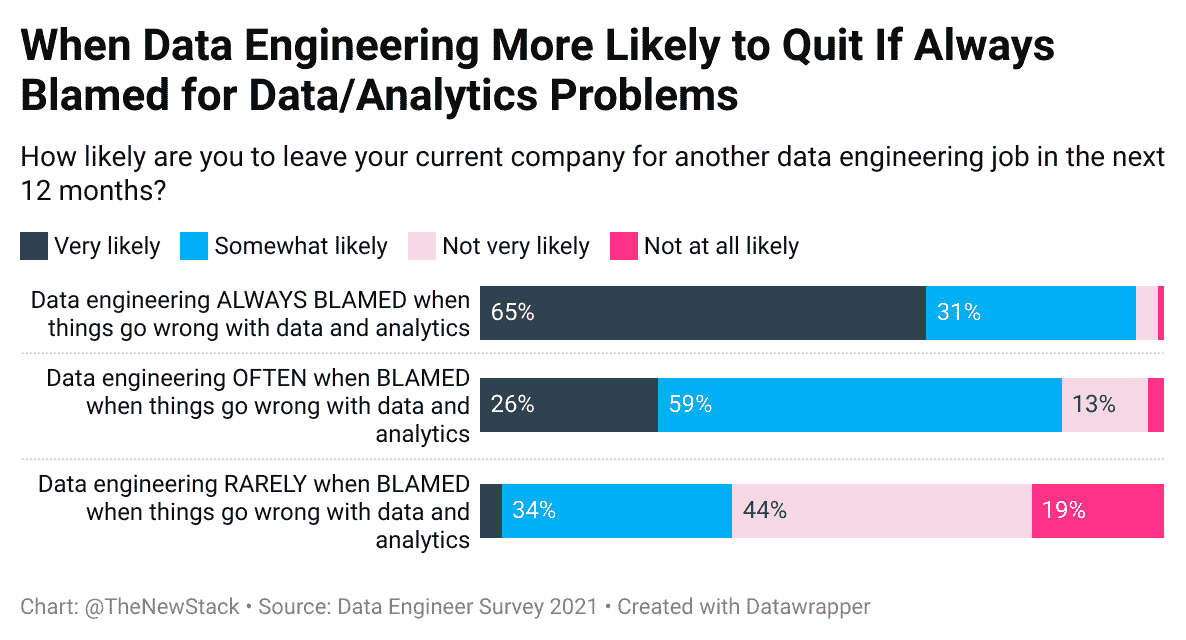 When Data Engineering More Likely to Quit If Always
Blamed for Data/Analytics Problems
How likely are you to leave your current company for another data engineering job in the next
12 months?
Very likely Somewhat likely Not very likely Not at all likely
Data engineering ALWAYS BLAMED when
things go wrong with data and analytics
65% 31%
Data engineering OFTEN when BLAMED
when things go wrong with data and
analytics
26% 59% 13%
Data engineering RARELY when BLAMED
when things go wrong with data and
analytics
34% 44% 19%
Chart: @TheNewStack • Source: Data Engineer Survey 2021 • Created with Datawrapper